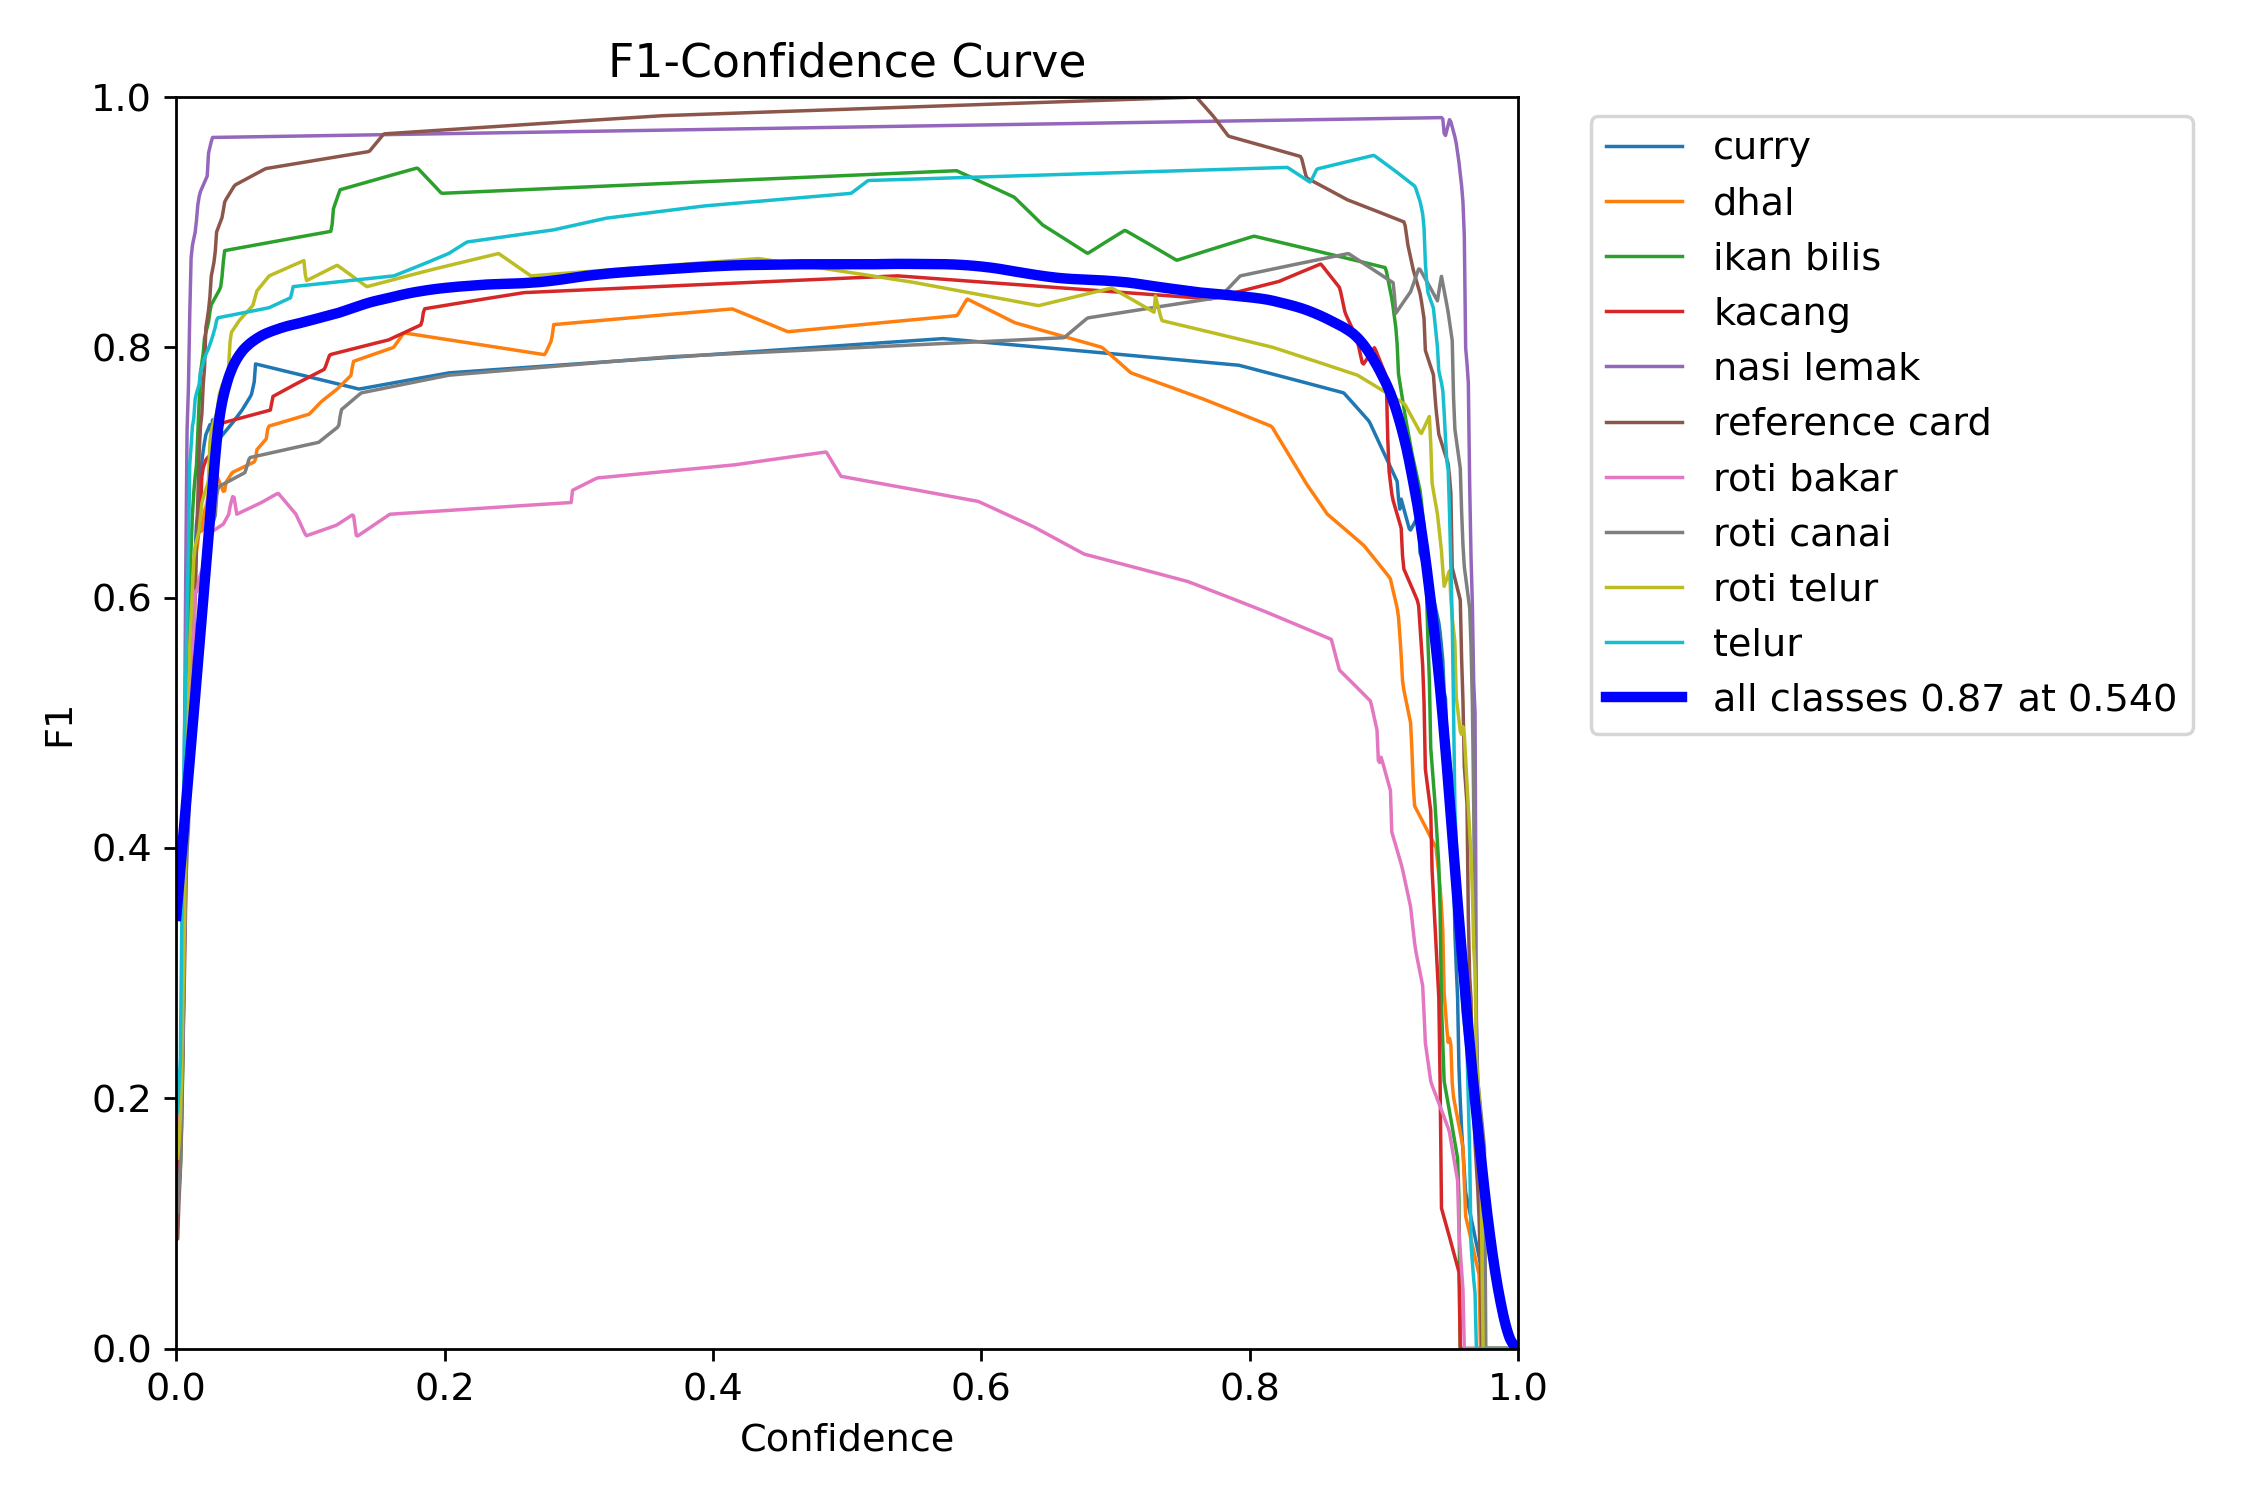 F1-Confidence Curve
1.0
0.8
0.6
0.4
0.2
0.0
F1
0.0 0.2 0.4 0.6 0.8 1.0
Confidence
curry
dhal
ikan bilis
kacang
nasi lemak
reference card
roti bakar
roti canai
roti telur
telur
all classes 0.87 at 0.540